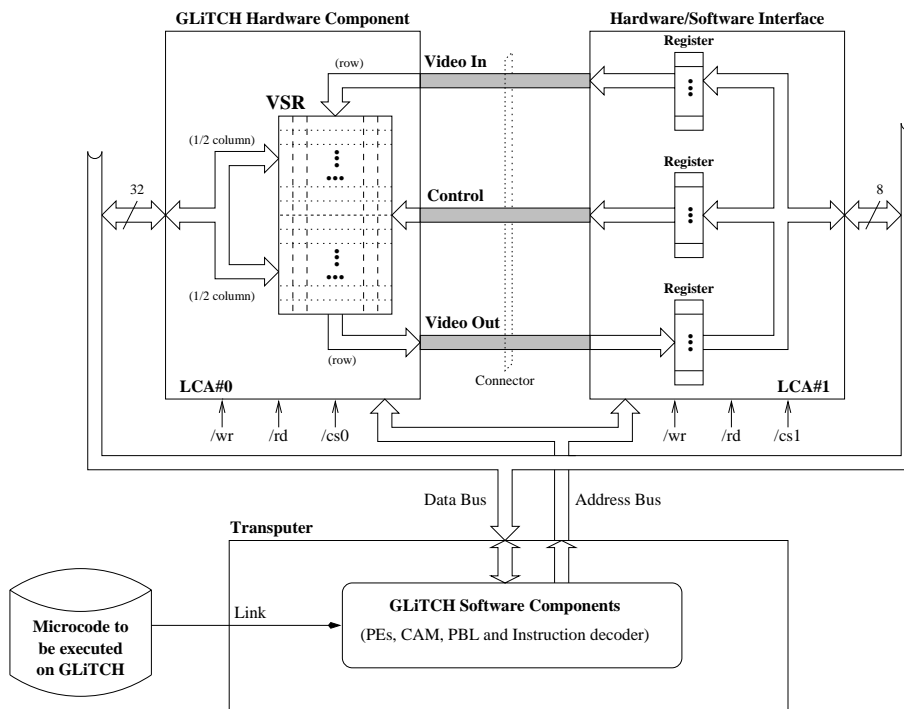 GLiTCH Hardware Component
Hardware/Software Interface
Register
Video In
(row)
VSR
(1/2 column)
Register
32
Control
8
(1/2 column)
Register
Video Out
(row)
Connector
LCA#0
LCA#1
/wr
/rd
/cs0
/wr
/rd
/cs1
Data Bus
Address Bus
Transputer
GLiTCH Software Components
Link
(PEs, CAM, PBL and Instruction decoder)
Microcode to
be executed
on GLiTCH